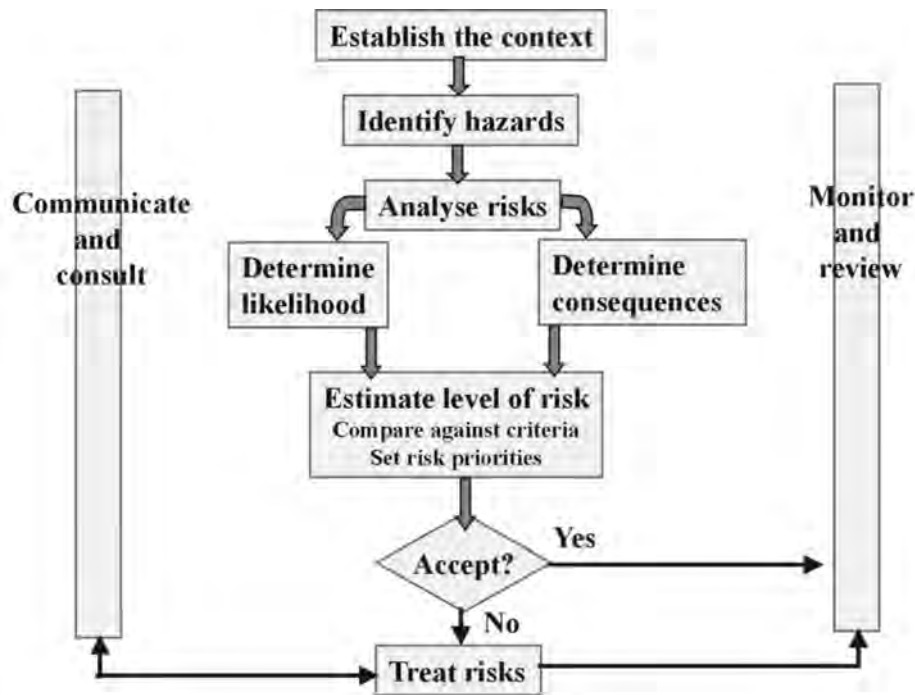 Establish the context
Identify hazards
Analyse risks
Communicate
and
consult
Monitor
and
review
Determine
likelihood
Determine
consequences
Estimate level of risk
Compare against criteria
Set risk priorities
Accept?
Yes
No
Treat risks